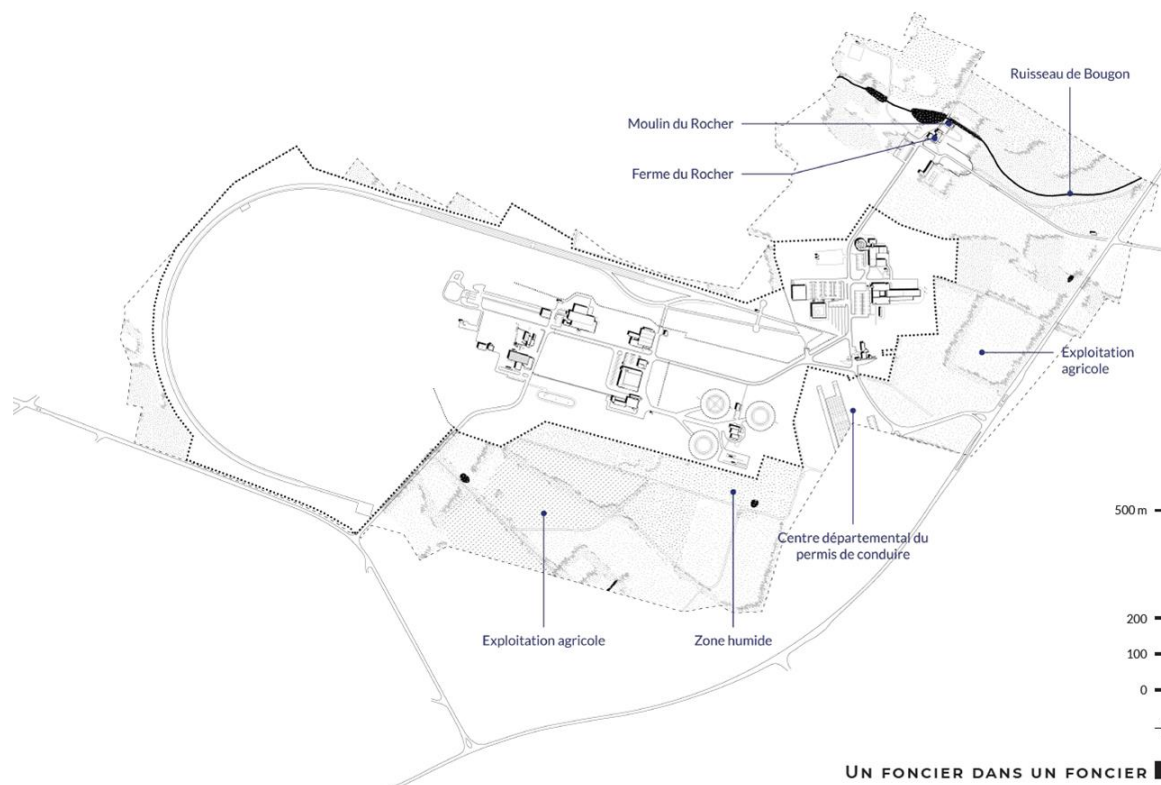 Ruisseau de Bougon
Moulin du Rocher
Ferme du Rocher
Exploitation
agricole
500 m
Centre départemental du
permis de conduire
Exploitation agricole
Zone humide
200
100
0
UN FONCIER DANS UN FONCIER